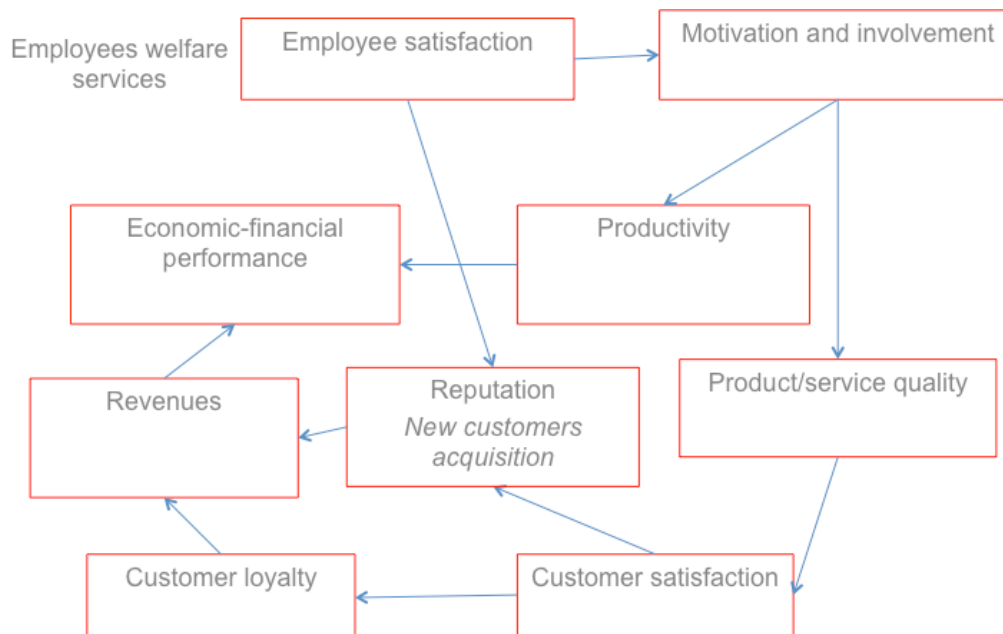 Employees welfare
services
Employee satisfaction
Motivation and involvement
Economic-financial
performance
Productivity
Revenues
Reputation
New customers
acquisition
Product/service quality
Customer loyalty
Customer satisfaction